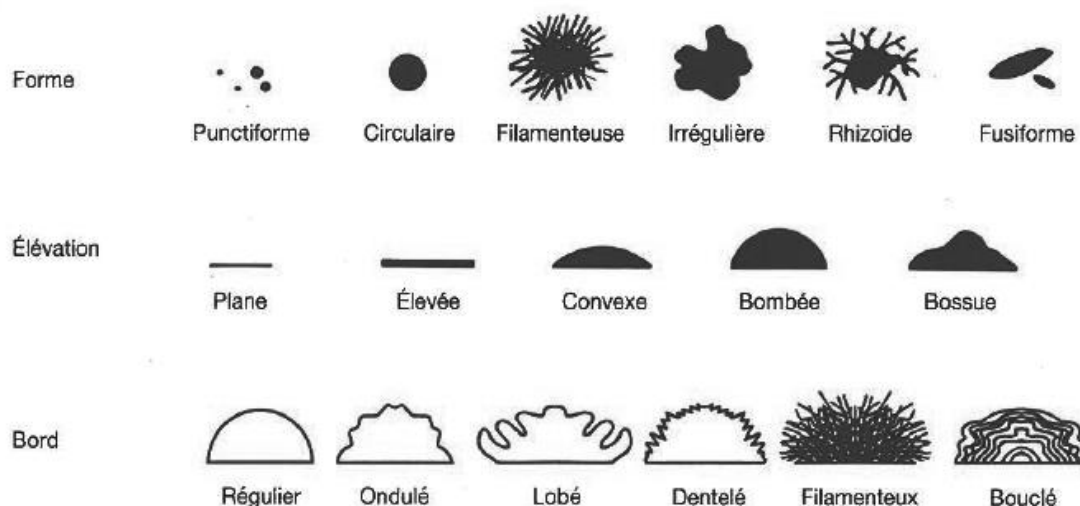 Forme
Punctiforme Circulaire Filamenteuse Irrégulière Rhizoïde Fusiforme
Élévation
Plane Élevée Convexe Bombée Bossue
Bord
Régulier Ondulé Lobé Dentelé Filamenteux Bouclé